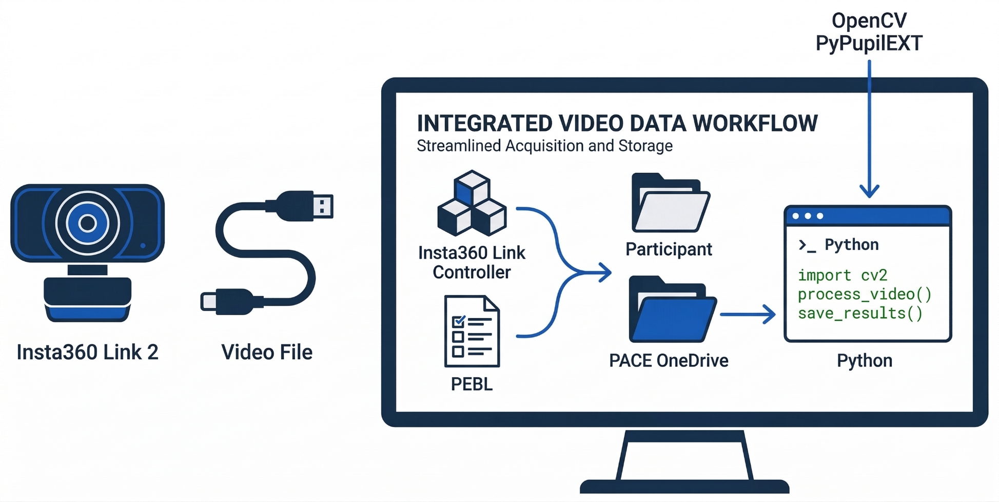 OpenCV
PyPupilEXT
INTEGRATED VIDEO DATA WORKFLOW
Streamlined Acquisition and Storage
Insta360 Link 2
Video File
Insta360 Link
Controller
PEBL
Participant
PACE OneDrive
>_ Python
import cv2
process_video()
save_results()
Python